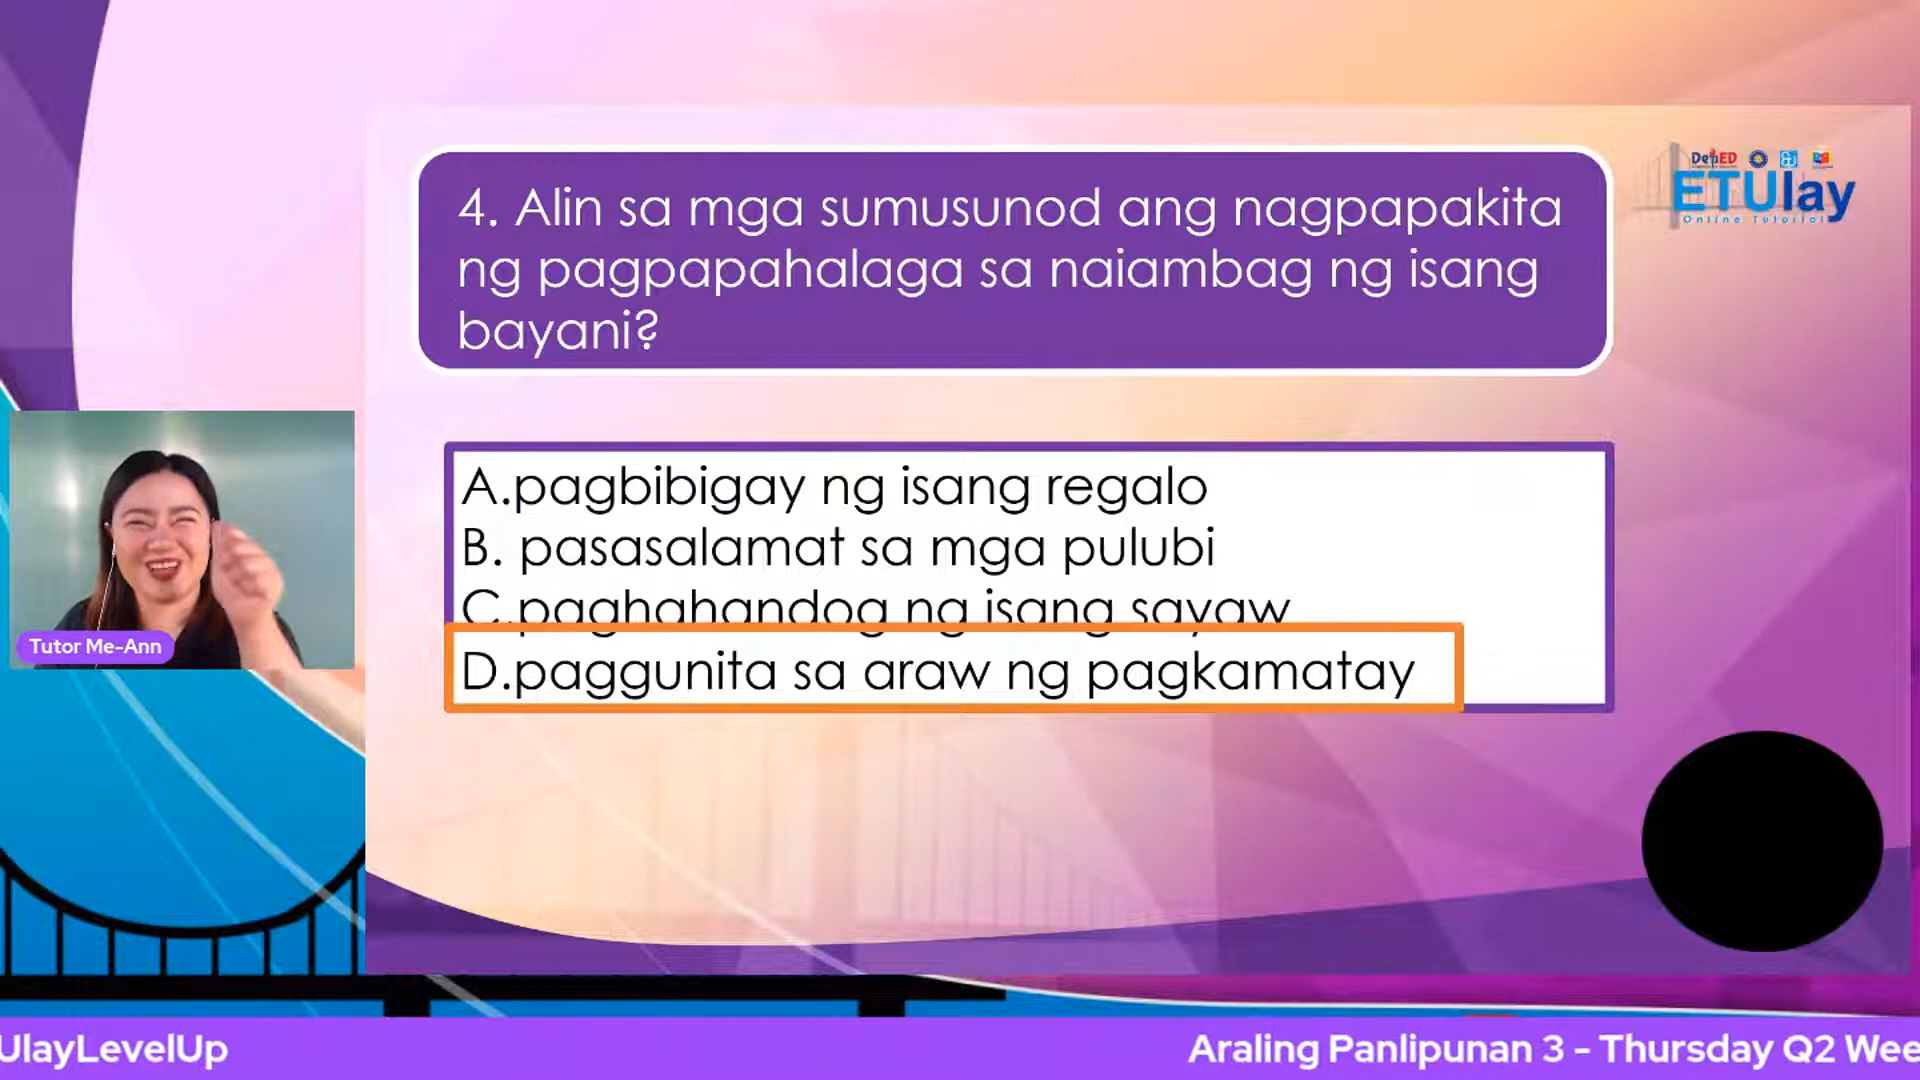 4. Alin sa mga sumusunod ang nagpapakita
ng pagpapahalaga sa naiambag ng isang
bayani?
DepED
ETUlay
Online Tutorial
A.pagbibigay ng isang regalo
B. pasasalamat sa mga pulubi
C.paghahandog ng isang sayaw
D.paggunita sa araw ng pagkamatay
Tutor Me-Ann
UlayLevelUp
Araling Panlipunan 3 - Thursday Q2 Wee